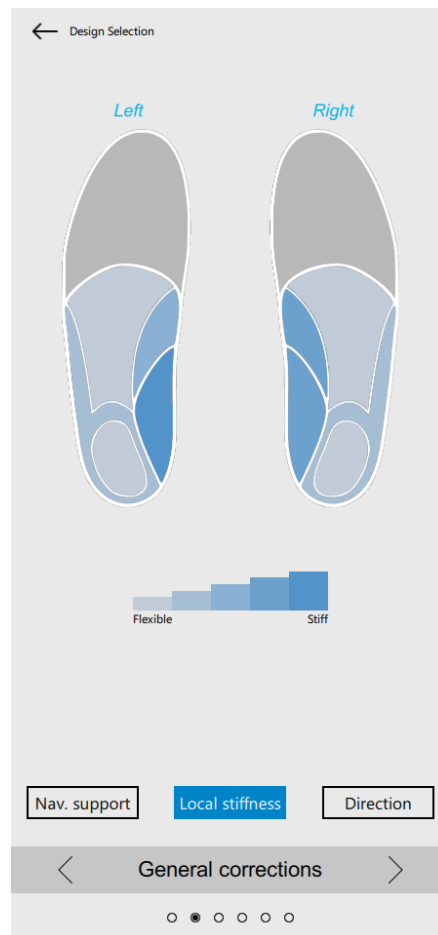 Design Selection
Left
Right
Flexible
Stiff
Nav. support
Local stiffness
Direction
General corrections